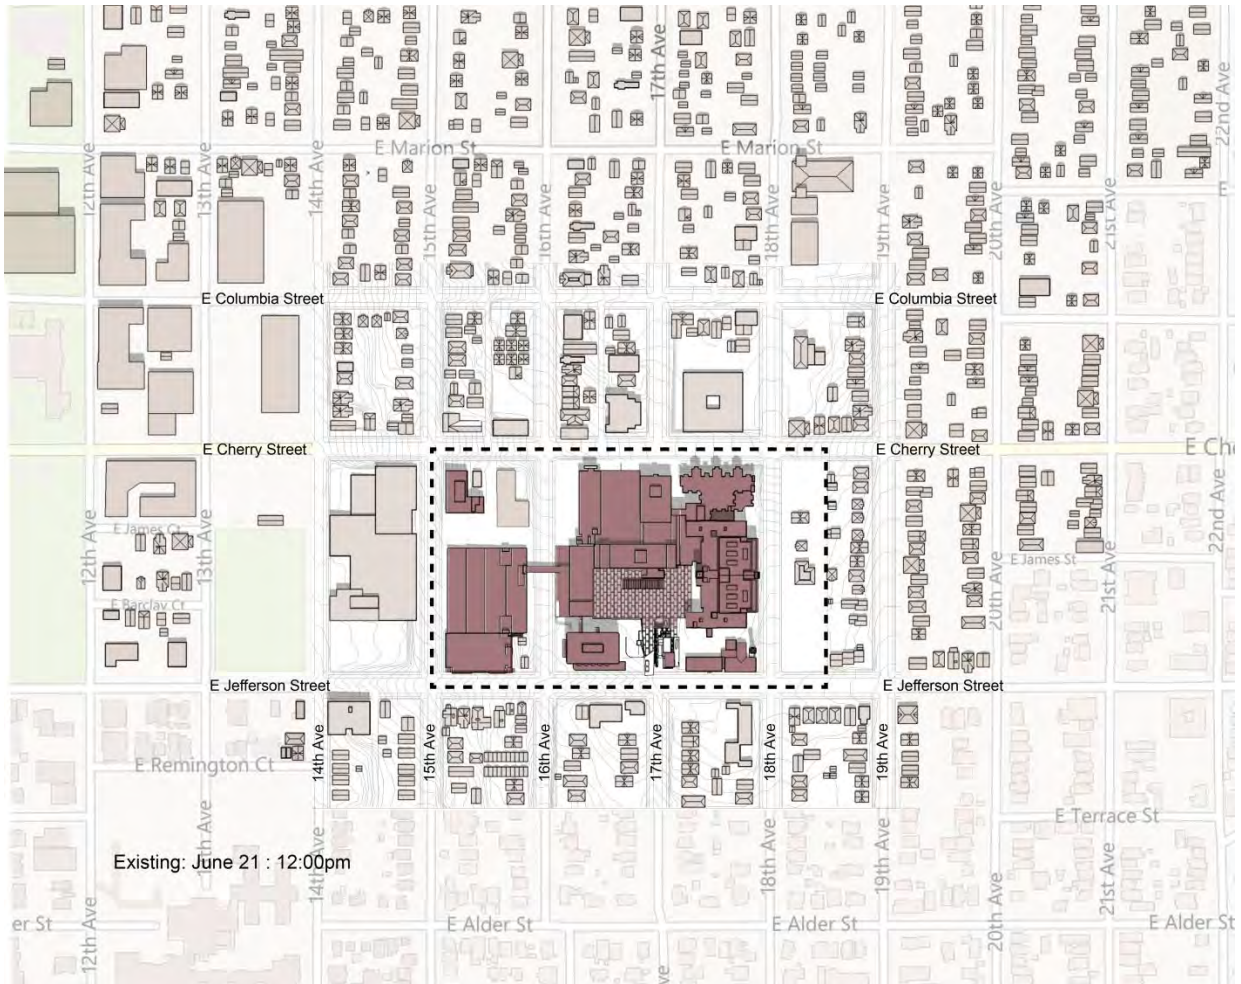 17th Ave
22nd Ave
E Marion St
E Marion St
12th Ave
13th Ave
14th Ave
15th Ave
16th Ave
18th Ave
19th Ave
20th Ave
21st Ave
E
E Columbia Street
E Columbia Street
E Cherry Street
E Cherry Street
E Che
12th Ave
E James Ct
13th Ave
22nd Ave
E James St
20th Ave
21st Ave
E Barclay Ct
E Jefferson Street
E Jefferson Street
14th Ave
15th Ave
16th Ave
17th Ave
18th Ave
19th Ave
E Remington Ct
E Terrace St
Existing: June 21 : 12:00pm
14th Ave
18th Ave
19th Ave
21st Ave
er St
12th Ave
E Alder St
E Alder St
20th Ave
E Alder St
ve